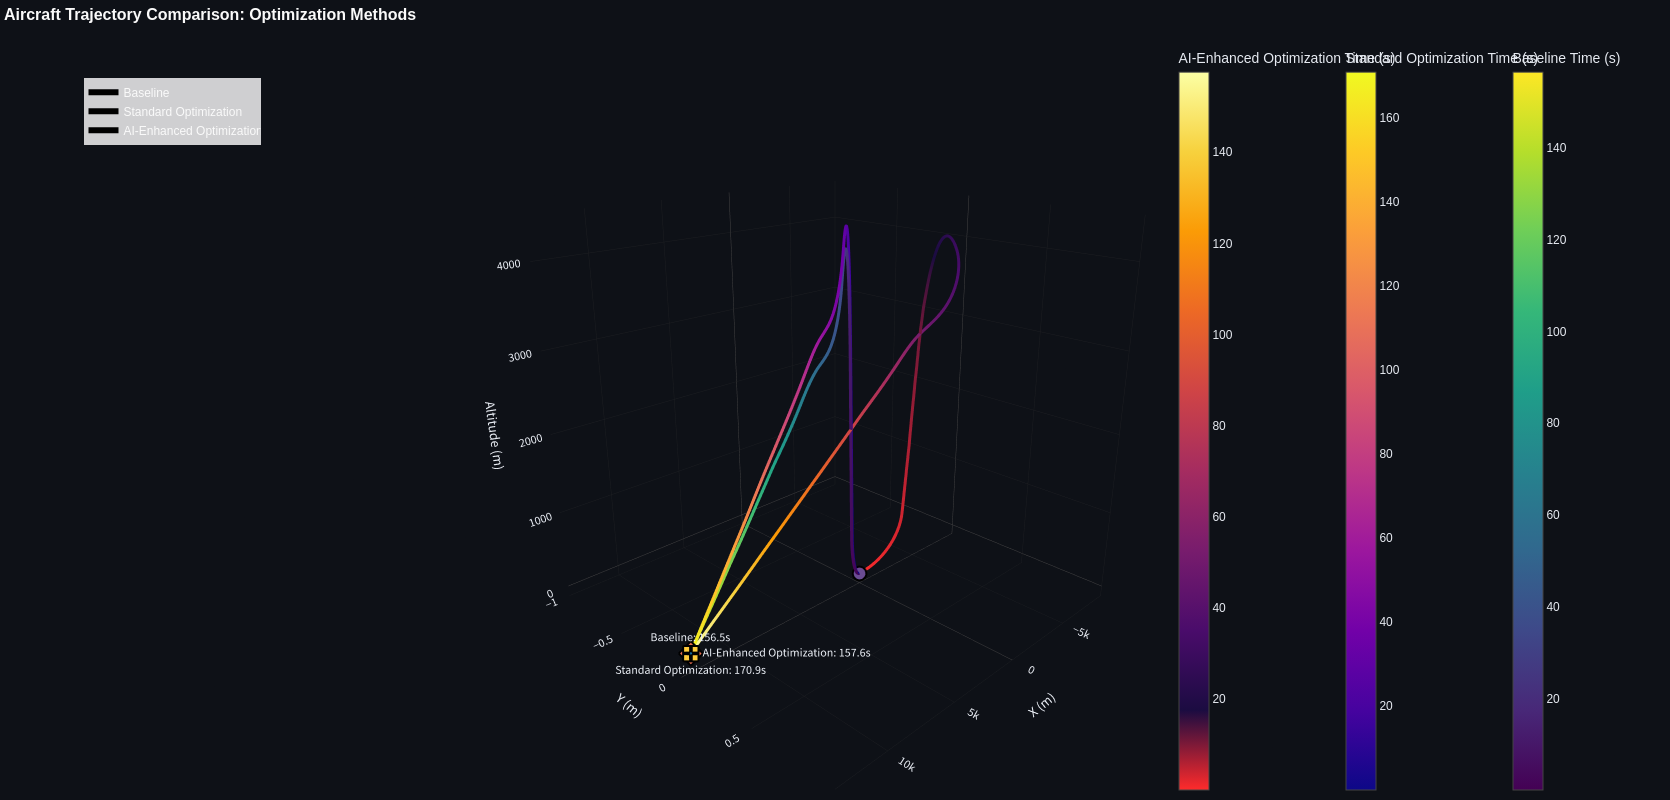 Aircraft Trajectory Comparison: Optimization Methods
Baseline
Standard Optimization
AI-Enhanced Optimization
AI-Enhanced Optimization Time (s)
Standard Optimization Time (s)
Baseline Time (s)
140
120
100
80
60
40
20
160
140
120
100
80
60
40
20
140
120
100
80
60
40
20
4000
3000
2000
1000
0
Altitude (m)
−1
−0.5
0
0.5
Y (m)
−5k
0
5k
10k
X (m)
Baseline: 156.5s
AI-Enhanced Optimization: 157.6s
Standard Optimization: 170.9s